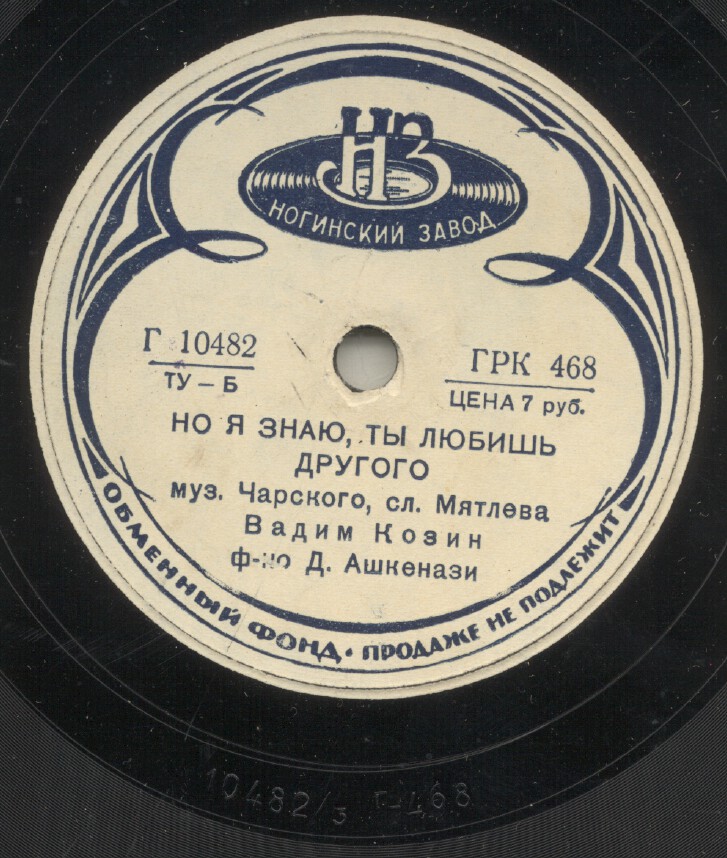 НЗ
НОГИНСКИЙ ЗАВОД
Г 10482
ТУ – Б
ГРК 468
ЦЕНА 7 руб.
НО Я ЗНАЮ, ТЫ ЛЮБИШЬ
ДРУГОГО
муз. Чарского, сл. Мятлева
Вадим Козин
ф-но Д. Ашкенази
ОБМЕННЫЙ ФОНД • ПРОДАЖЕ НЕ ПОДЛЕЖИТ
10482/3 Г-468